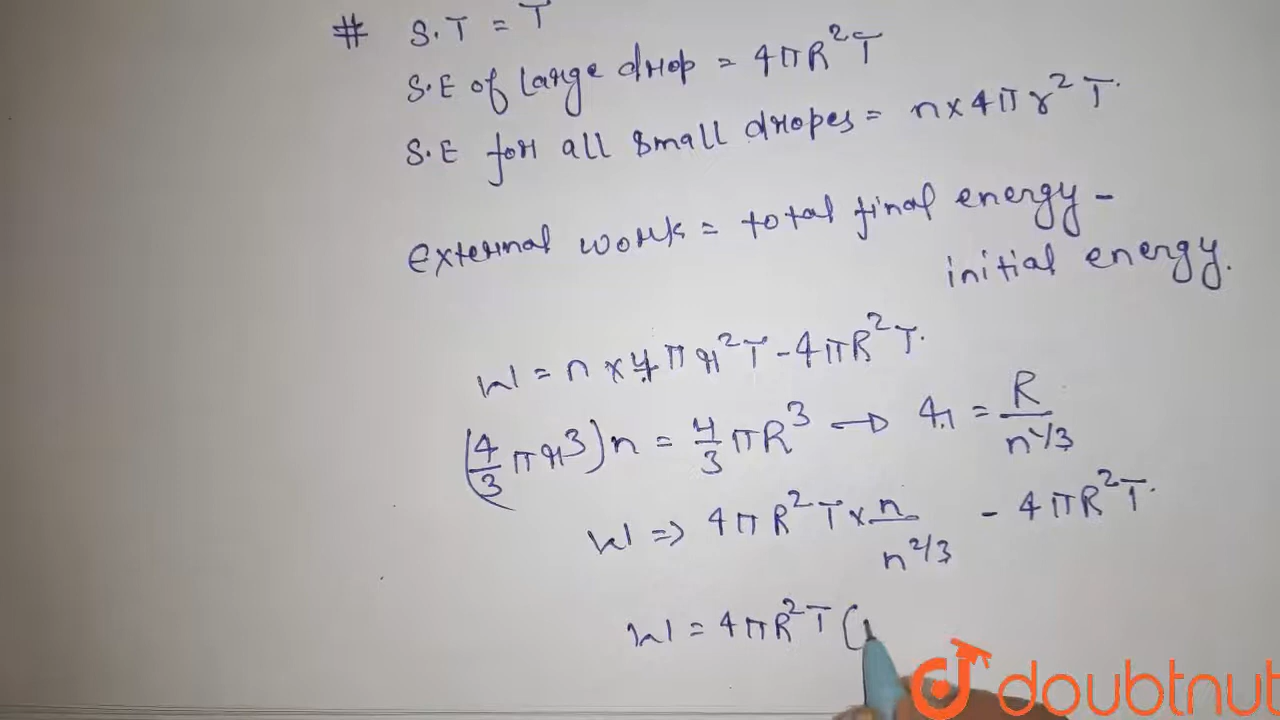 # S.T = T
S.E of large drop = 4πR²T
S.E for all small dropes = n×4πr²T.
external work = total final energy -
initial energy.
W = n×4πr²T - 4πR²T.
(4/3 πr³)n = 4/3 πR³ → r = R/n^1/3
W => 4πR²T × n/n^2/3 - 4πR²T.
W = 4πR²T (
doubtnut